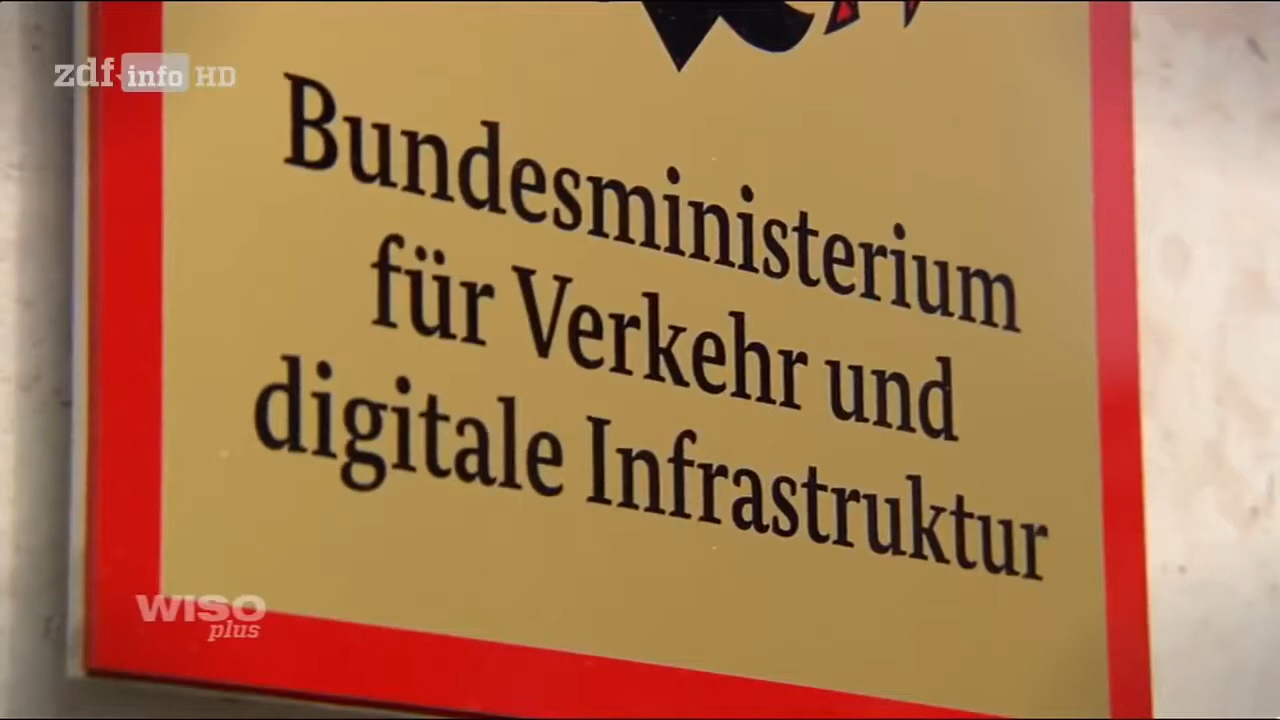 zdf info HD
Bundesministerium
für Verkehr und
digitale Infrastruktur
WISO
plus